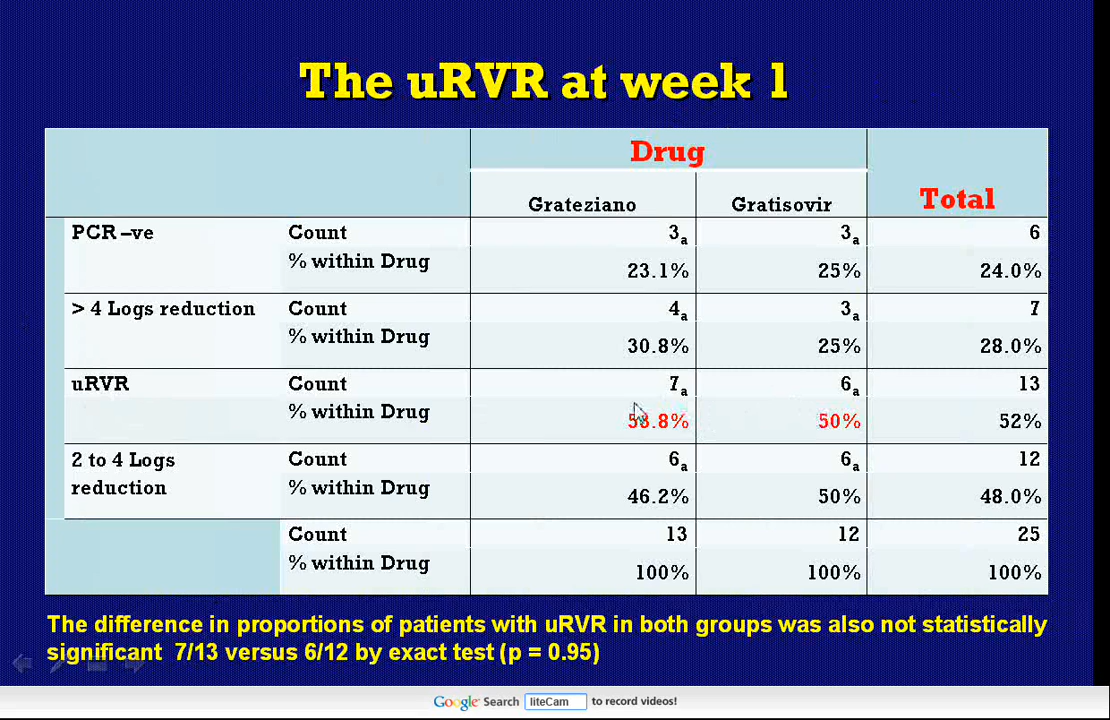 The uRVR at week 1
Drug
Grateziano Gratisovir Total
PCR –ve Count 3a 3a 6
% within Drug 23.1% 25% 24.0%
> 4 Logs reduction Count 4a 3a 7
% within Drug 30.8% 25% 28.0%
uRVR Count 7a 6a 13
% within Drug 53.8% 50% 52%
2 to 4 Logs Count 6a 6a 12
reduction % within Drug 46.2% 50% 48.0%
Count 13 12 25
% within Drug 100% 100% 100%
The difference in proportions of patients with uRVR in both groups was also not statistically
significant 7/13 versus 6/12 by exact test (p = 0.95)
Google Search liteCam to record videos!